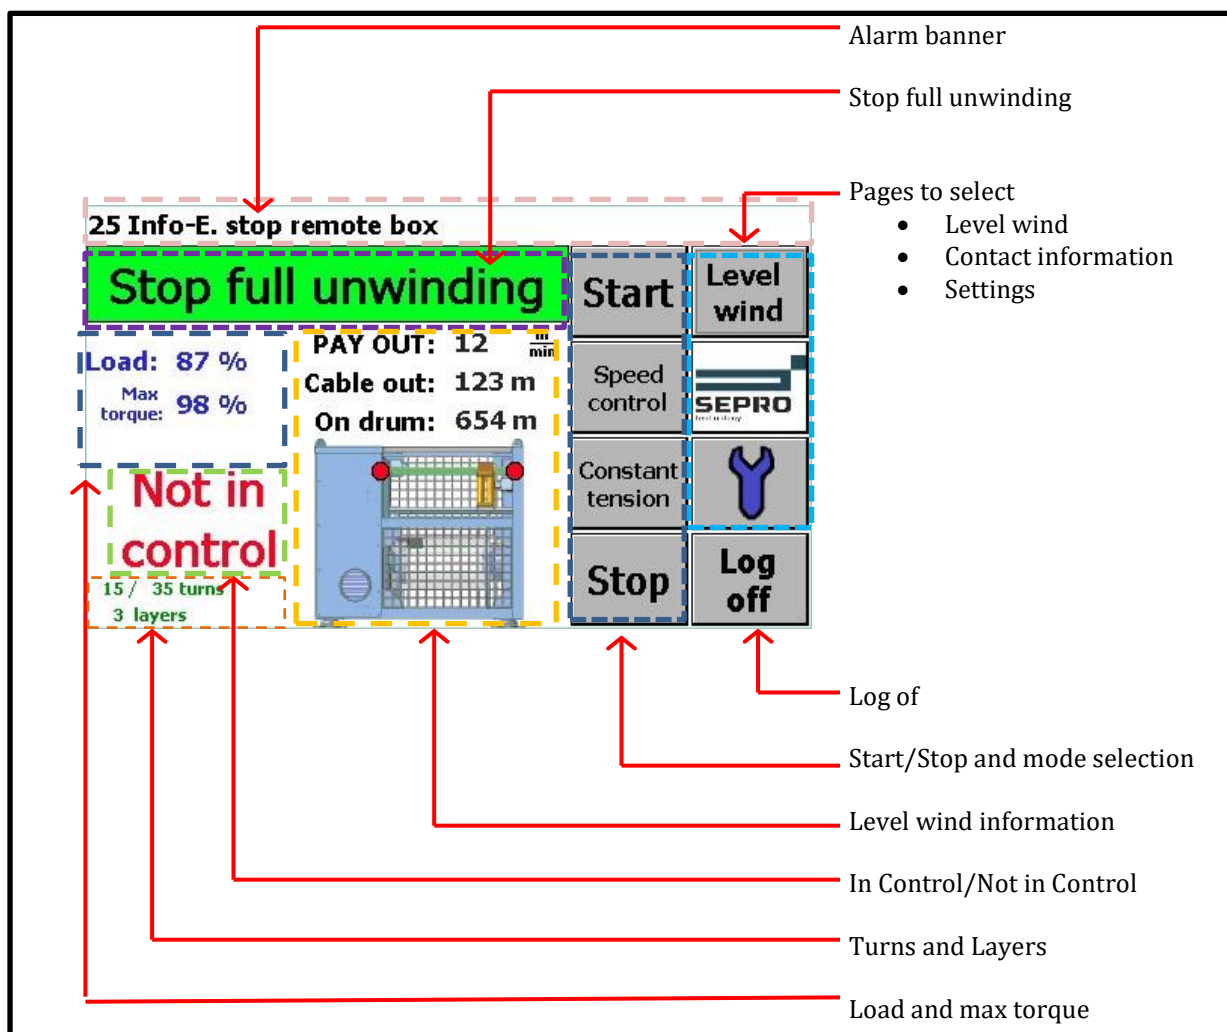 Alarm banner
Stop full unwinding
Pages to select
• Level wind
• Contact information
• Settings
25 Info-E. stop remote box
Stop full unwinding
Start
Level
wind
Load: 87 %
Max
torque: 98 %
PAY OUT: 12 m
min
Cable out: 123 m
On drum: 654 m
Speed
control
SEPRO
technology
Not in
control
Constant
tension
15 / 35 turns
3 layers
Stop
Log
off
Log of
Start/Stop and mode selection
Level wind information
In Control/Not in Control
Turns and Layers
Load and max torque